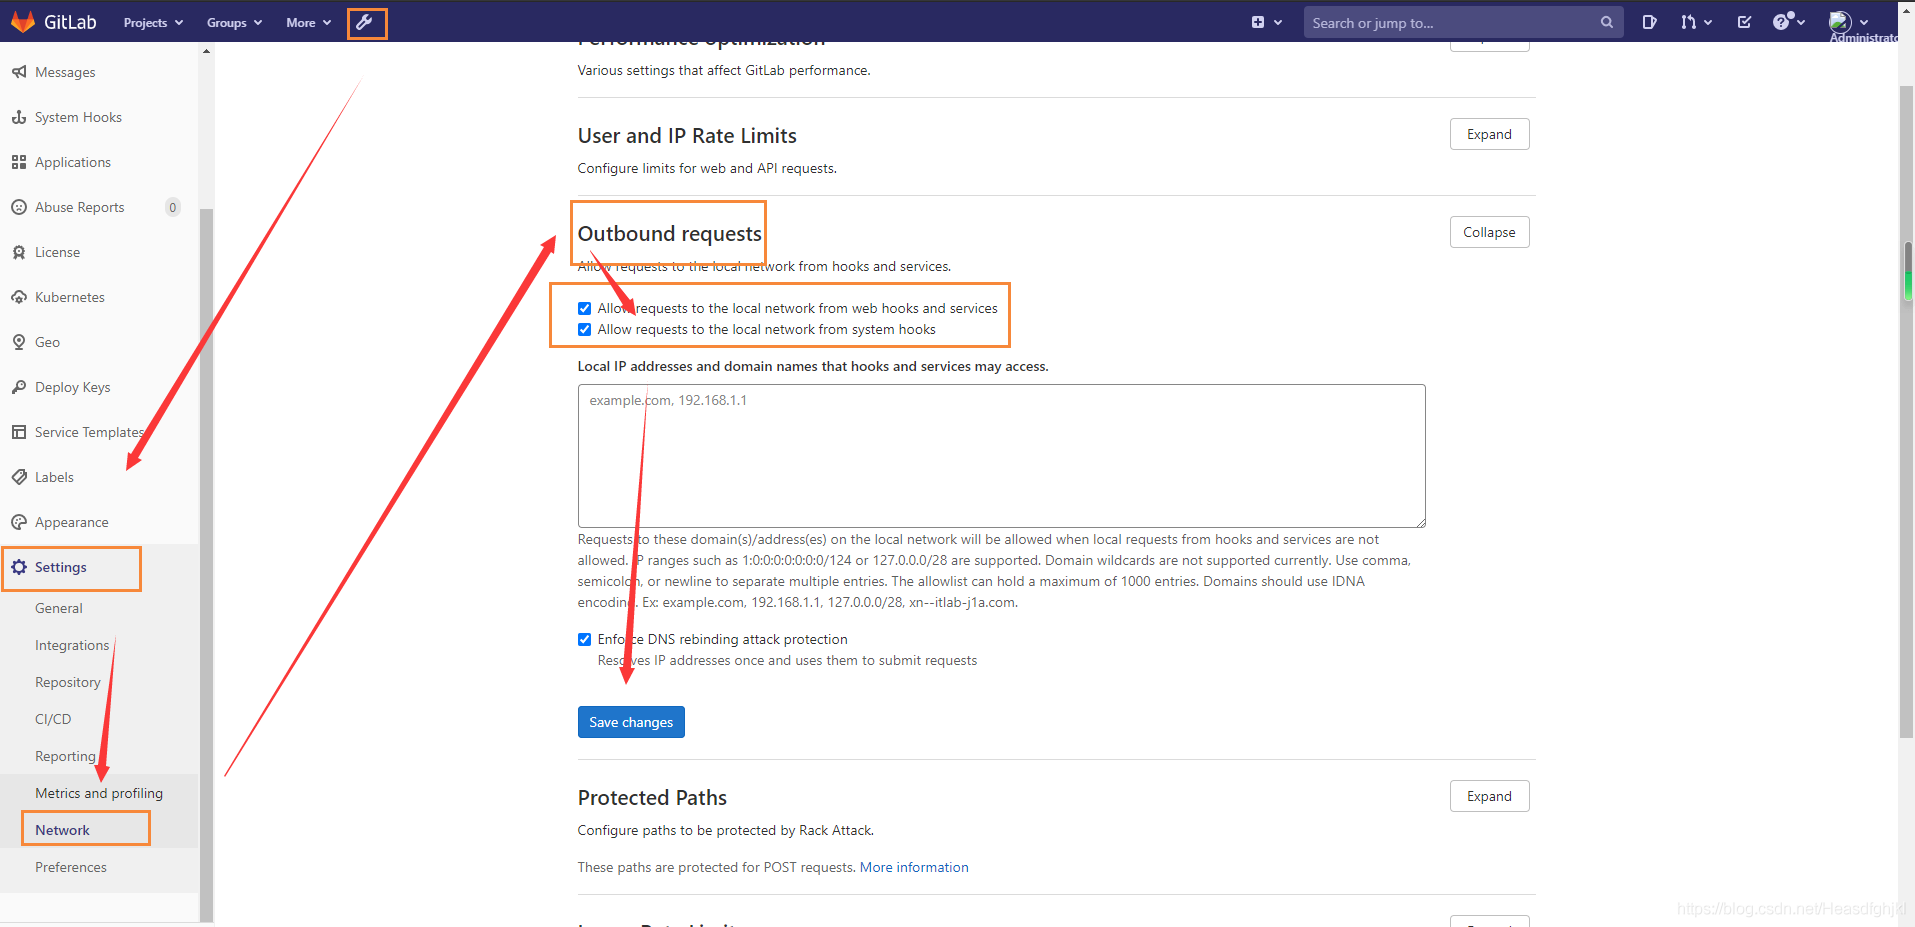 GitLab
Projects
Groups
More
Search or jump to...
Administrato
Messages
System Hooks
Applications
Abuse Reports 0
License
Kubernetes
Geo
Deploy Keys
Service Templates
Labels
Appearance
Settings
General
Integrations
Repository
CI/CD
Reporting
Metrics and profiling
Network
Preferences
Performance optimization
Various settings that affect GitLab performance.
User and IP Rate Limits
Expand
Configure limits for web and API requests.
Outbound requests
Collapse
Allow requests to the local network from hooks and services.
Allow requests to the local network from web hooks and services
Allow requests to the local network from system hooks
Local IP addresses and domain names that hooks and services may access.
example.com, 192.168.1.1
Requests to these domain(s)/address(es) on the local network will be allowed when local requests from hooks and services are not
allowed. IP ranges such as 1:0:0:0:0:0:0:0/124 or 127.0.0.0/28 are supported. Domain wildcards are not supported currently. Use comma,
semicolon, or newline to separate multiple entries. The allowlist can hold a maximum of 1000 entries. Domains should use IDNA
encoding. Ex: example.com, 192.168.1.1, 127.0.0.0/28, xn--itlab-j1a.com.
Enforce DNS rebinding attack protection
Resolves IP addresses once and uses them to submit requests
Save changes
Protected Paths
Expand
Configure paths to be protected by Rack Attack.
These paths are protected for POST requests. More information
https://blog.csdn.net/Heasdfghjkl